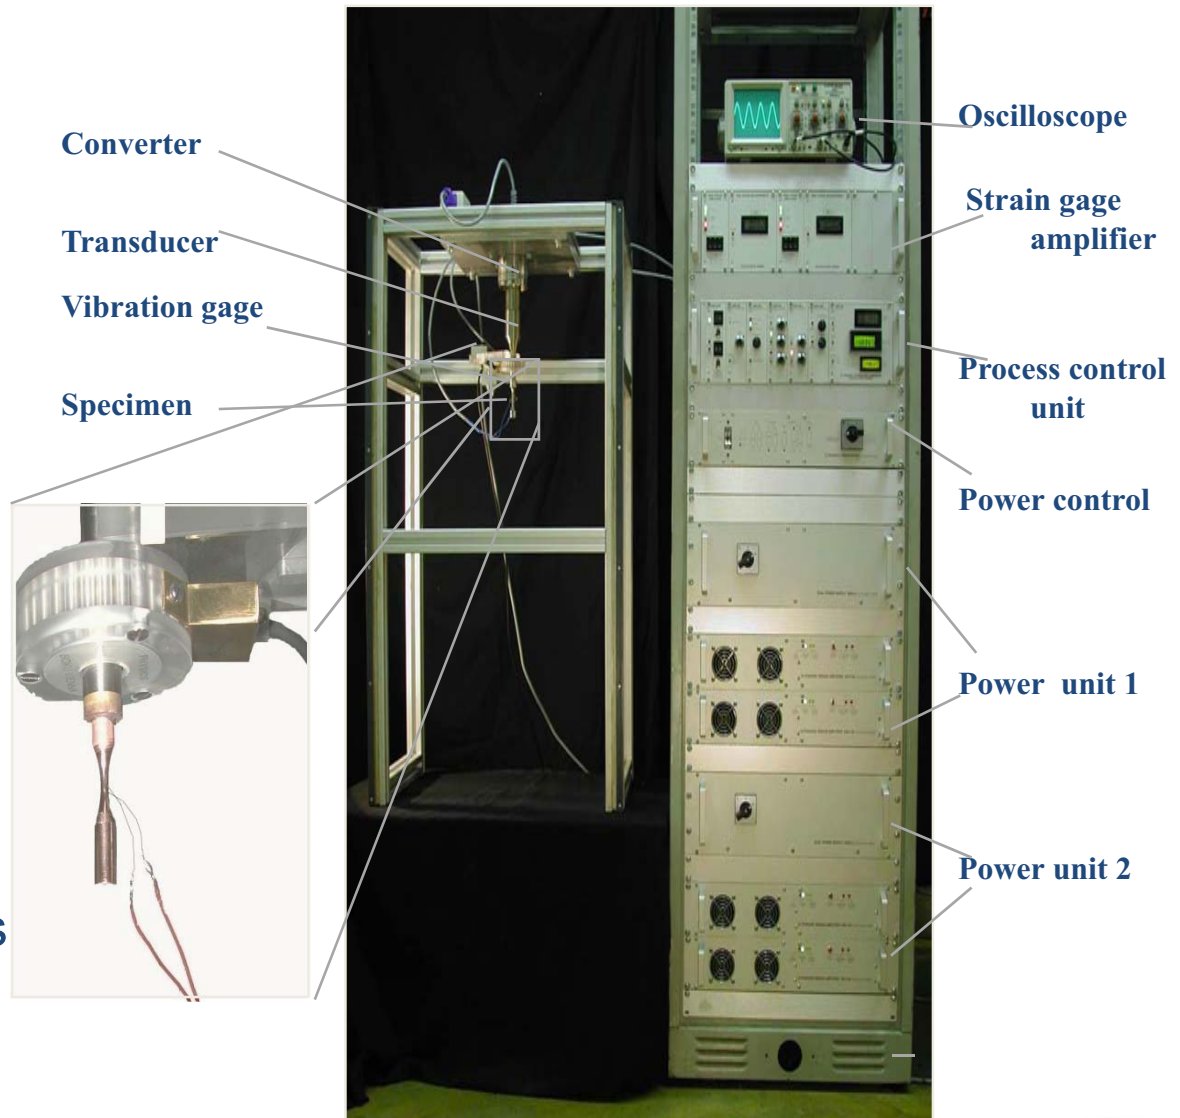 Converter
Transducer
Vibration gage
Specimen
Oscilloscope
Strain gage
amplifier
Process control
unit
Power control
Power  unit 1
Power unit 2
s